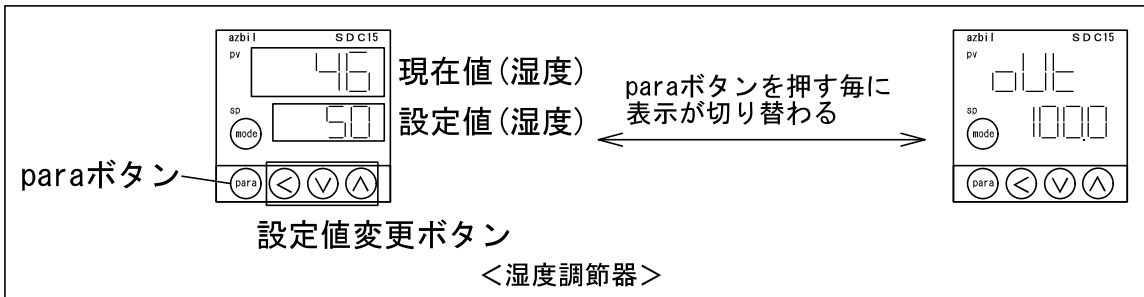 azbil SDC15
pv
46
現在値(湿度)
sp
50
設定値(湿度)
mode
paraボタン
para
設定値変更ボタン
paraボタンを押す毎に
表示が切り替わる
azbil SDC15
pv
oUt
sp
mode
100.0
para
<湿度調節器>